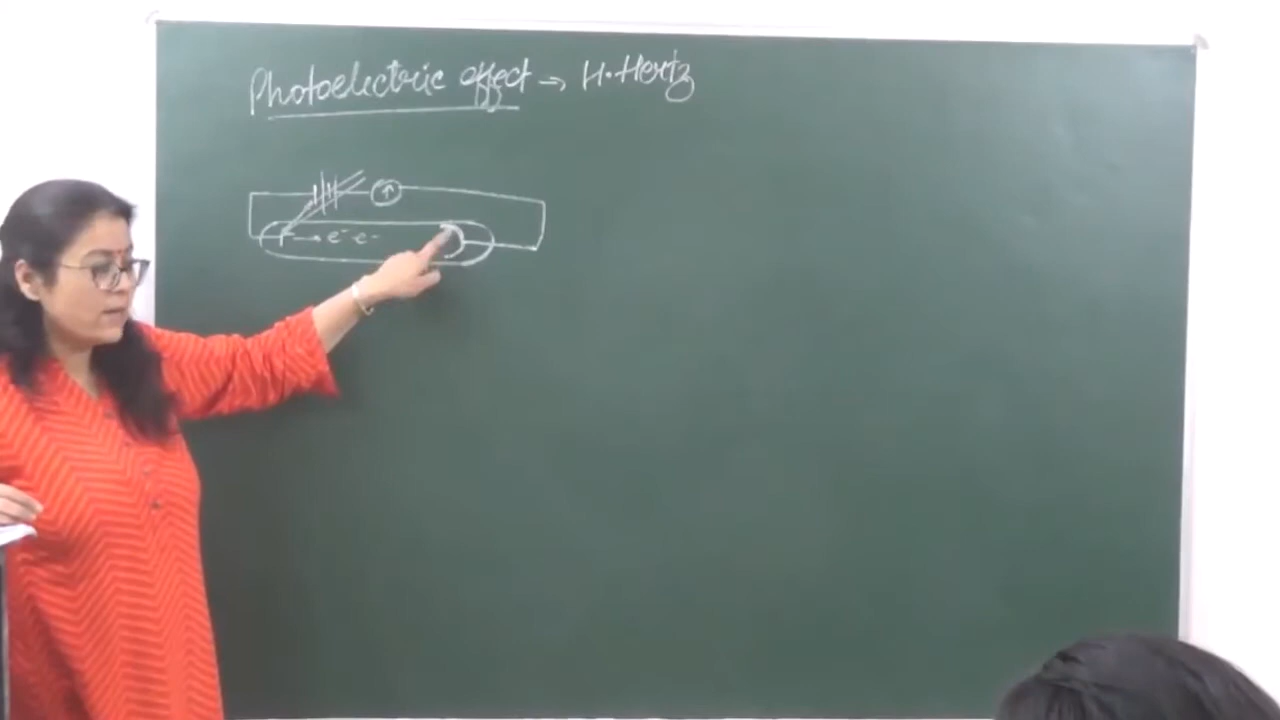 Photoelectric effect → H. Hertz
→ e⁻ e⁻